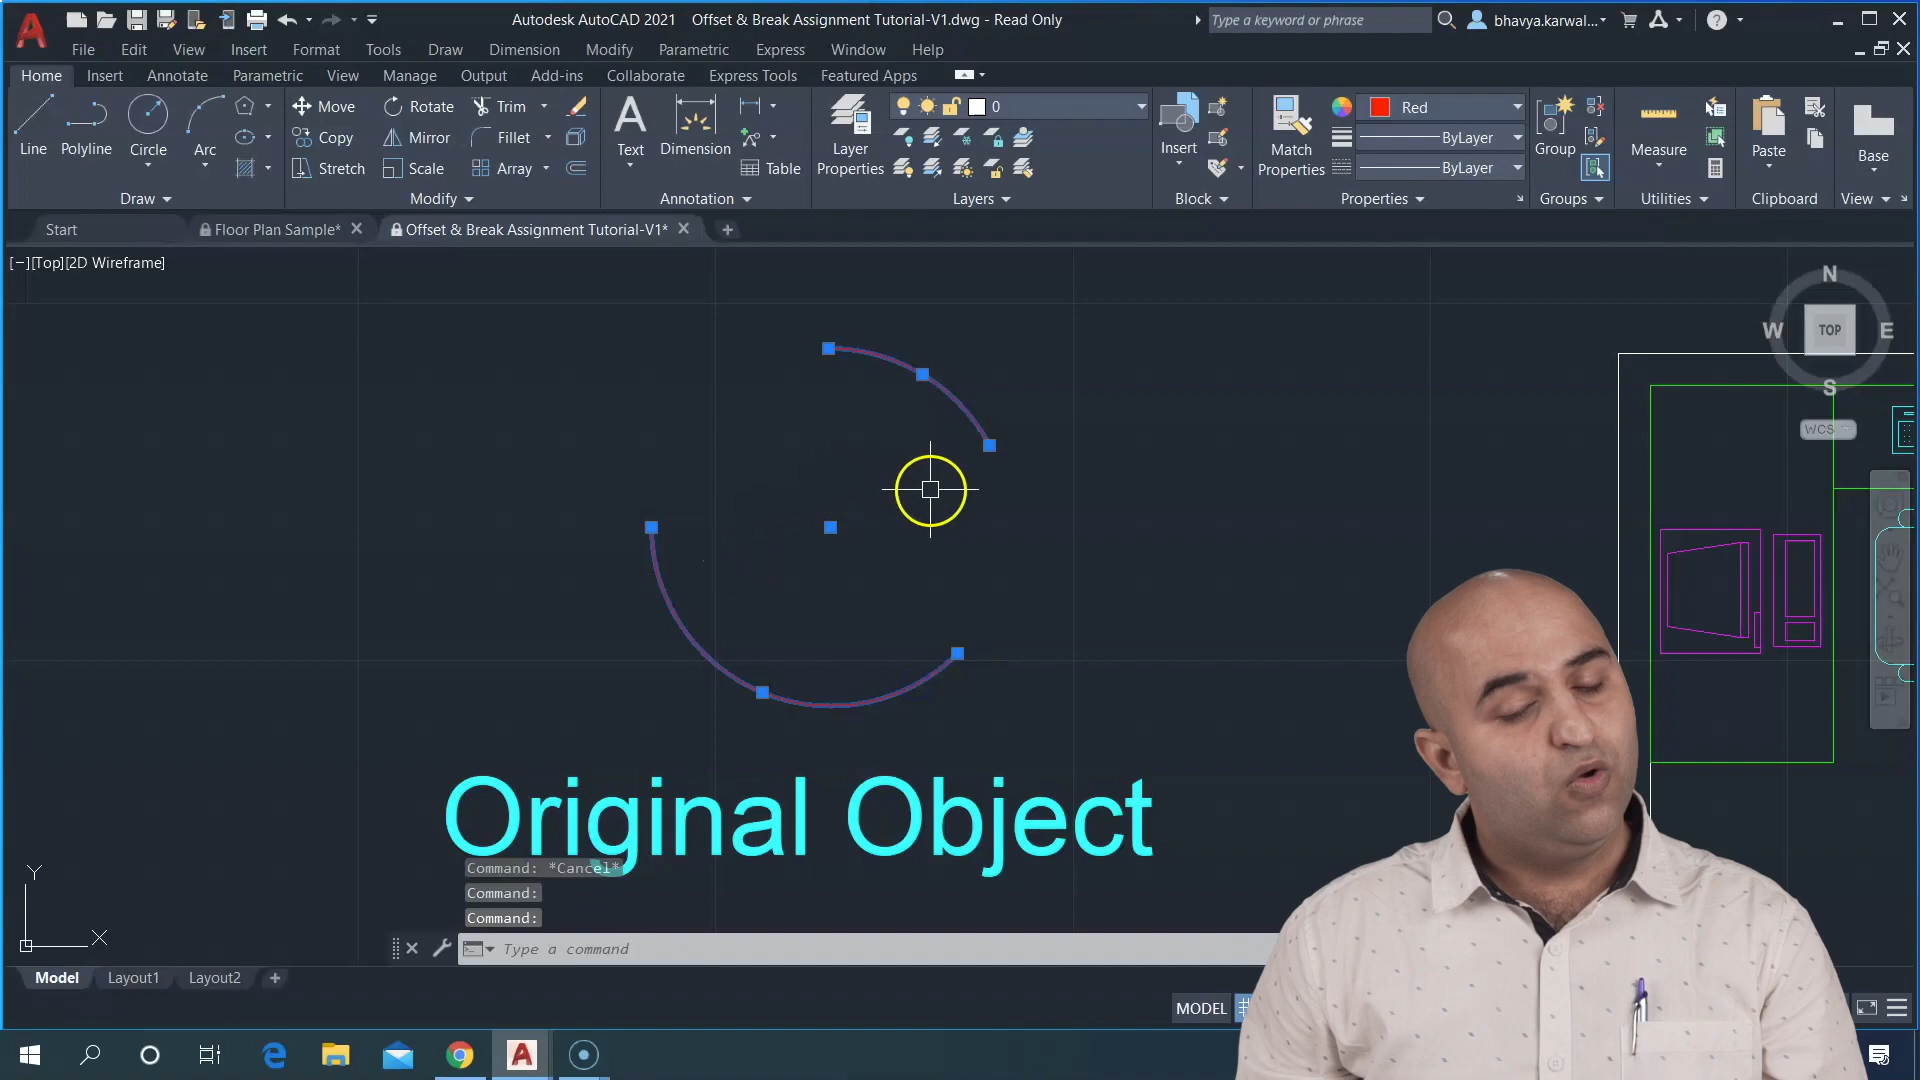 Autodesk AutoCAD 2021 Offset & Break Assignment Tutorial-V1.dwg - Read Only
Type a keyword or phrase
bhavya.karwal...
File Edit View Insert Format Tools Draw Dimension Modify Parametric Express Window Help
Home Insert Annotate Parametric View Manage Output Add-ins Collaborate Express Tools Featured Apps
Line Polyline Circle Arc
Move Rotate Trim
Copy Mirror Fillet
Stretch Scale Array
Text Dimension Table
Layer Properties
0
Insert
Match Properties
Red
ByLayer
ByLayer
Group
Measure
Paste
Base
Draw Modify Annotation Layers Block Properties Groups Utilities Clipboard View
Start Floor Plan Sample* Offset & Break Assignment Tutorial-V1*
[−][Top][2D Wireframe]
N
W TOP E
S
WCS
Original Object
Command: *Cancel*
Command:
Command:
Type a command
Y
X
Model Layout1 Layout2
MODEL